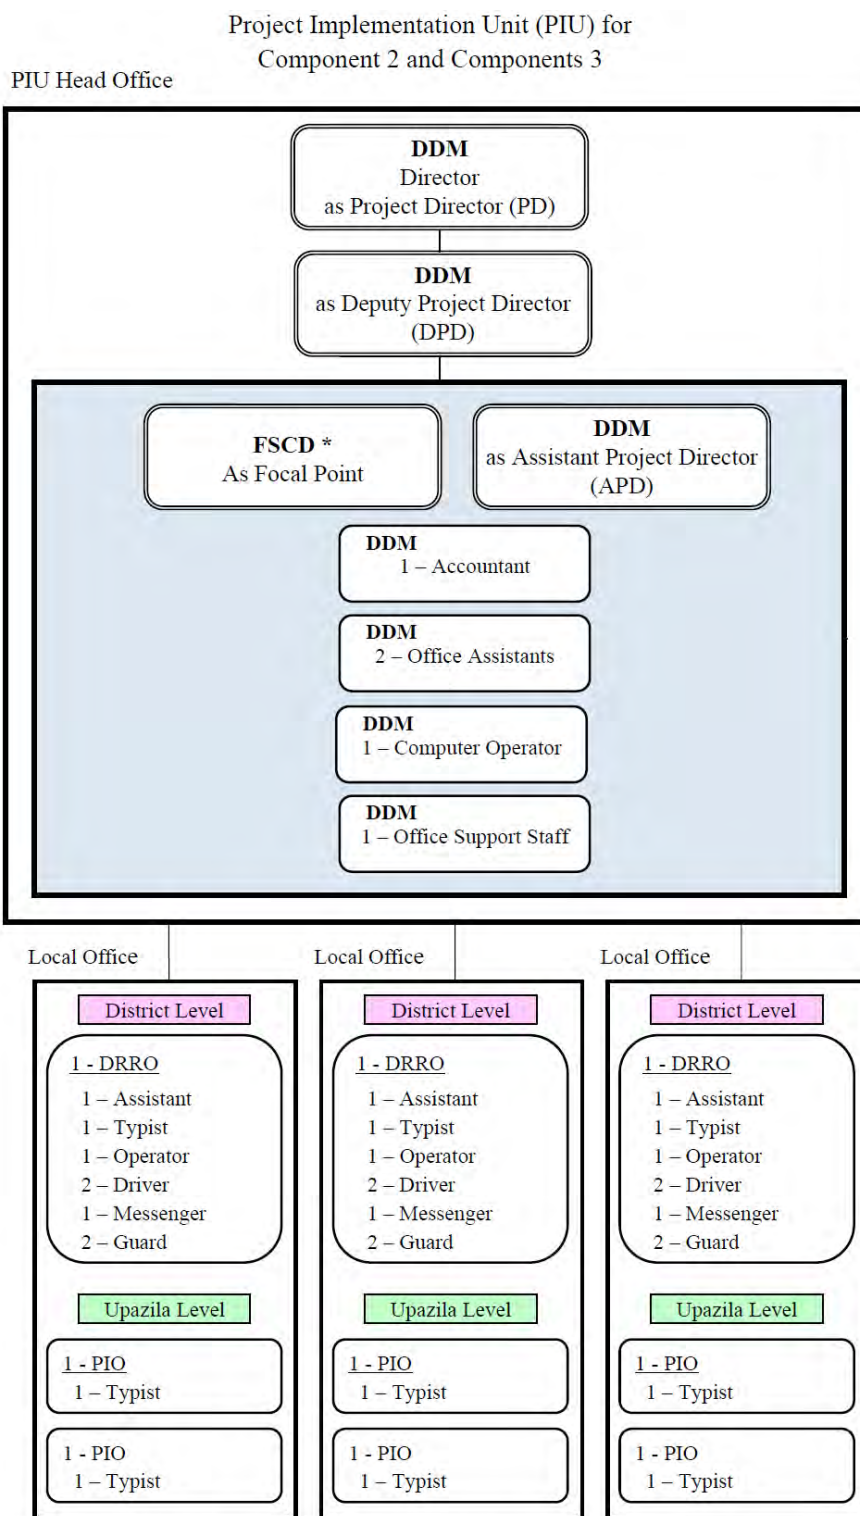 Project Implementation Unit (PIU) for
Component 2 and Components 3
PIU Head Office
DDM
Director
as Project Director (PD)
DDM
as Deputy Project Director
(DPD)
FSCD *
As Focal Point
DDM
as Assistant Project Director
(APD)
DDM
1 – Accountant
DDM
2 – Office Assistants
DDM
1 – Computer Operator
DDM
1 – Office Support Staff
Local Office
District Level
1 - DRRO
1 – Assistant
1 – Typist
1 – Operator
2 – Driver
1 – Messenger
2 – Guard
Upazila Level
1 - PIO
1 – Typist
1 - PIO
1 – Typist
Local Office
District Level
1 - DRRO
1 – Assistant
1 – Typist
1 – Operator
2 – Driver
1 – Messenger
2 – Guard
Upazila Level
1 - PIO
1 – Typist
1 - PIO
1 – Typist
Local Office
District Level
1 - DRRO
1 – Assistant
1 – Typist
1 – Operator
2 – Driver
1 – Messenger
2 – Guard
Upazila Level
1 - PIO
1 – Typist
1 - PIO
1 – Typist